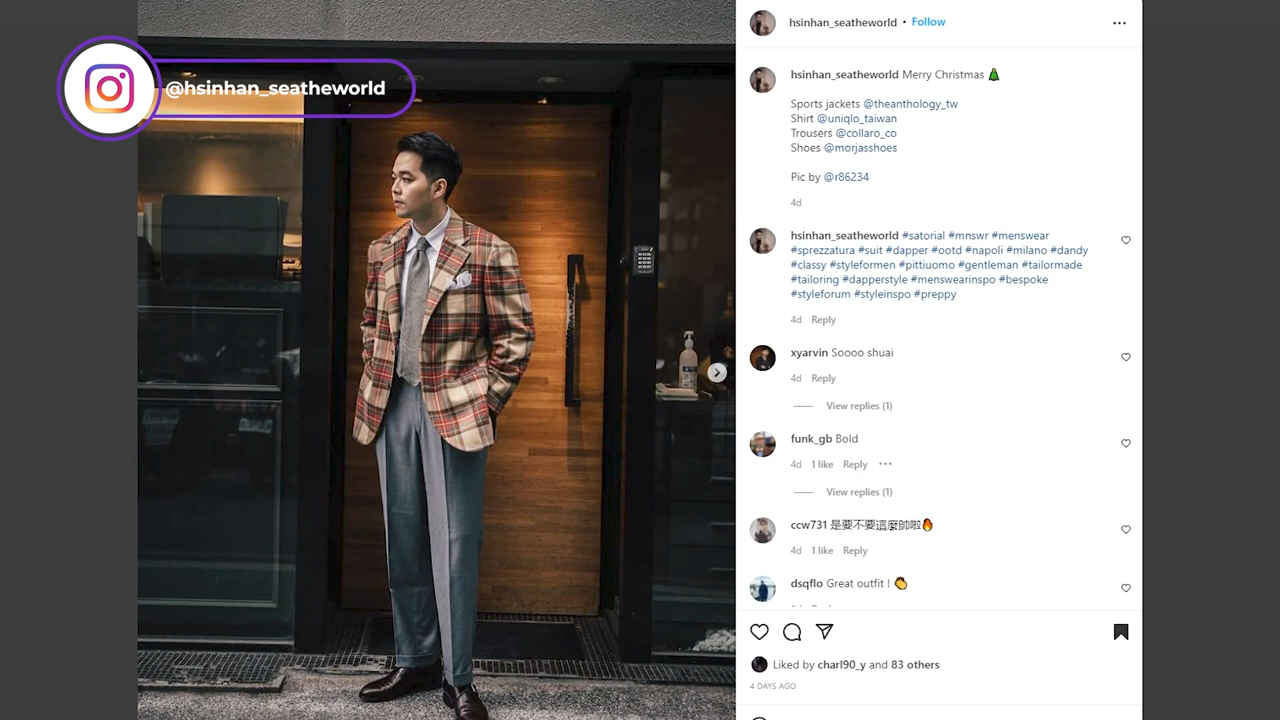 @hsinhan_seatheworld
hsinhan_seatheworld • Follow
hsinhan_seatheworld Merry Christmas
Sports jackets @theanthology_tw
Shirt @uniqlo_taiwan
Trousers @collaro_co
Shoes @morjasshoes
Pic by @r86234
4d
hsinhan_seatheworld #satorial #mnswr #menswear
#sprezzatura #suit #dapper #ootd #napoli #milano #dandy
#classy #styleformen #pittiuomo #gentleman #tailormade
#tailoring #dapperstyle #menswearinspo #bespoke
#styleforum #styleinspo #preppy
4d Reply
xyarvin Soooo shuai
4d Reply
View replies (1)
funk_gb Bold
4d 1 like Reply
View replies (1)
ccw731 是要不要這麼帥啦
4d 1 like Reply
dsqflo Great outfit !
Liked by charl90_y and 83 others
4 DAYS AGO